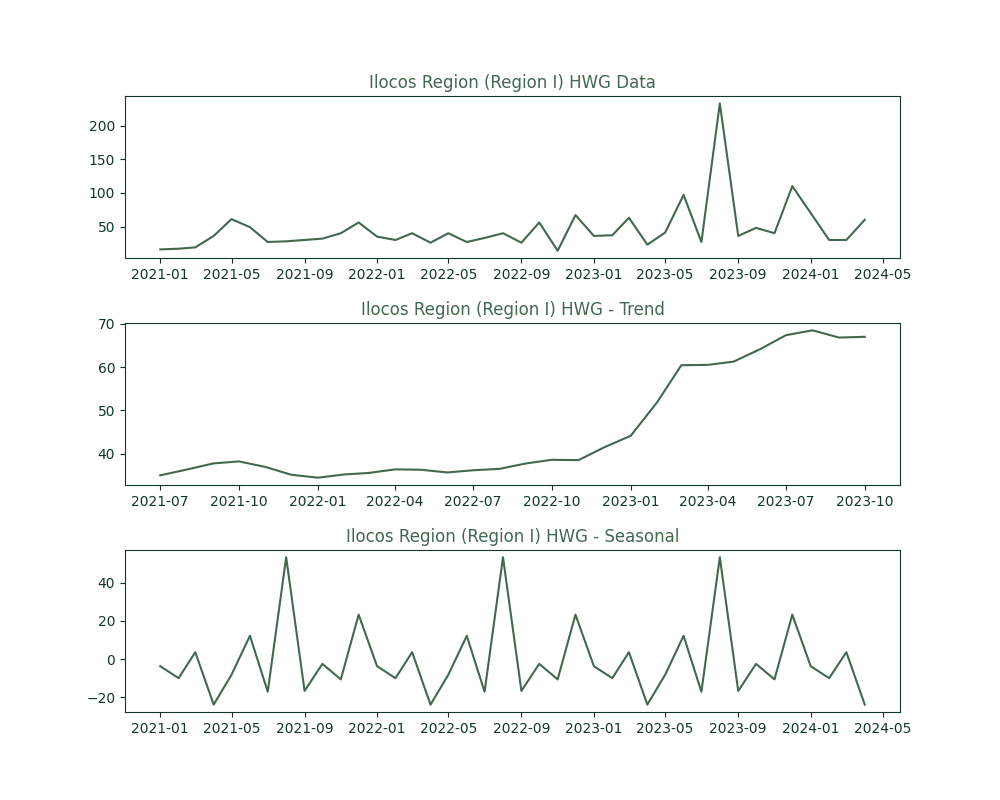 Ilocos Region (Region I) HWG Data
200
150
100
50
2021-01 2021-05 2021-09 2022-01 2022-05 2022-09 2023-01 2023-05 2023-09 2024-01 2024-05
Ilocos Region (Region I) HWG - Trend
70
60
50
40
2021-07 2021-10 2022-01 2022-04 2022-07 2022-10 2023-01 2023-04 2023-07 2023-10
Ilocos Region (Region I) HWG - Seasonal
40
20
0
−20
2021-01 2021-05 2021-09 2022-01 2022-05 2022-09 2023-01 2023-05 2023-09 2024-01 2024-05